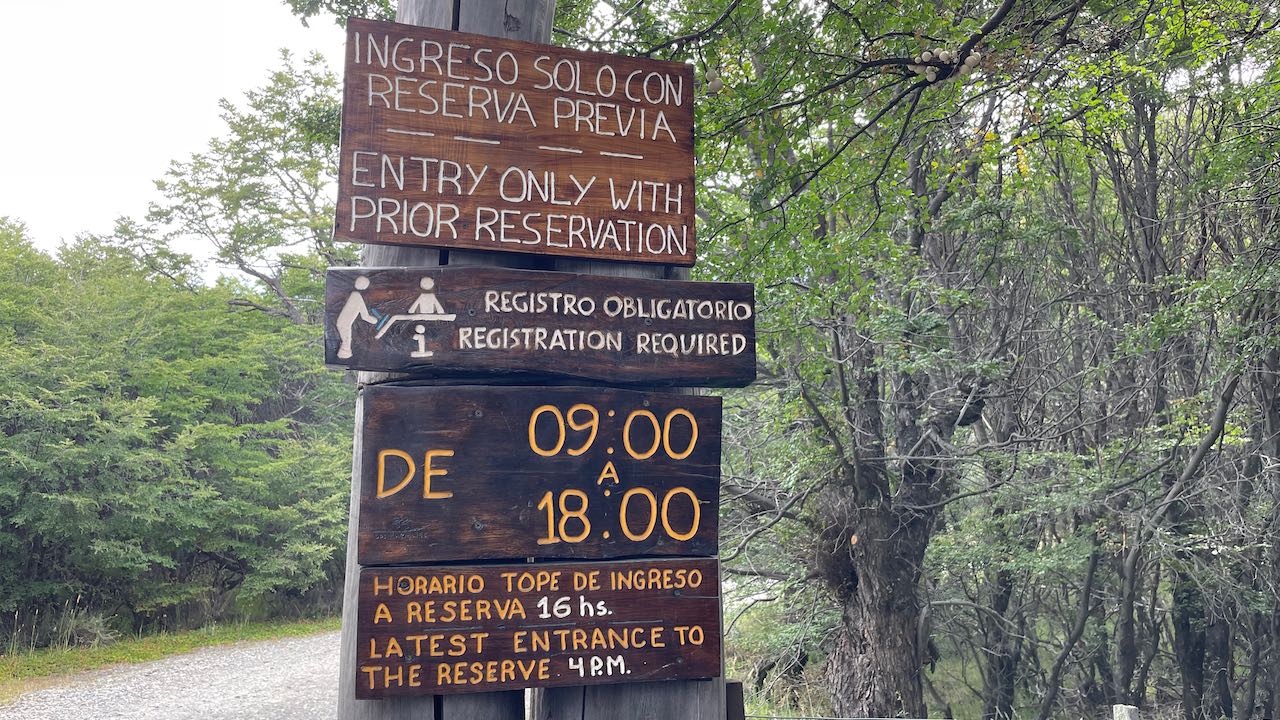 INGRESO SOLO CON
RESERVA PREVIA
ENTRY ONLY WITH
PRIOR RESERVATION
REGISTRO OBLIGATORIO
i REGISTRATION REQUIRED
09:00
DE A
18:00
HORARIO TOPE DE INGRESO
A RESERVA 16 hs.
LATEST ENTRANCE TO
THE RESERVE 4 P.M.